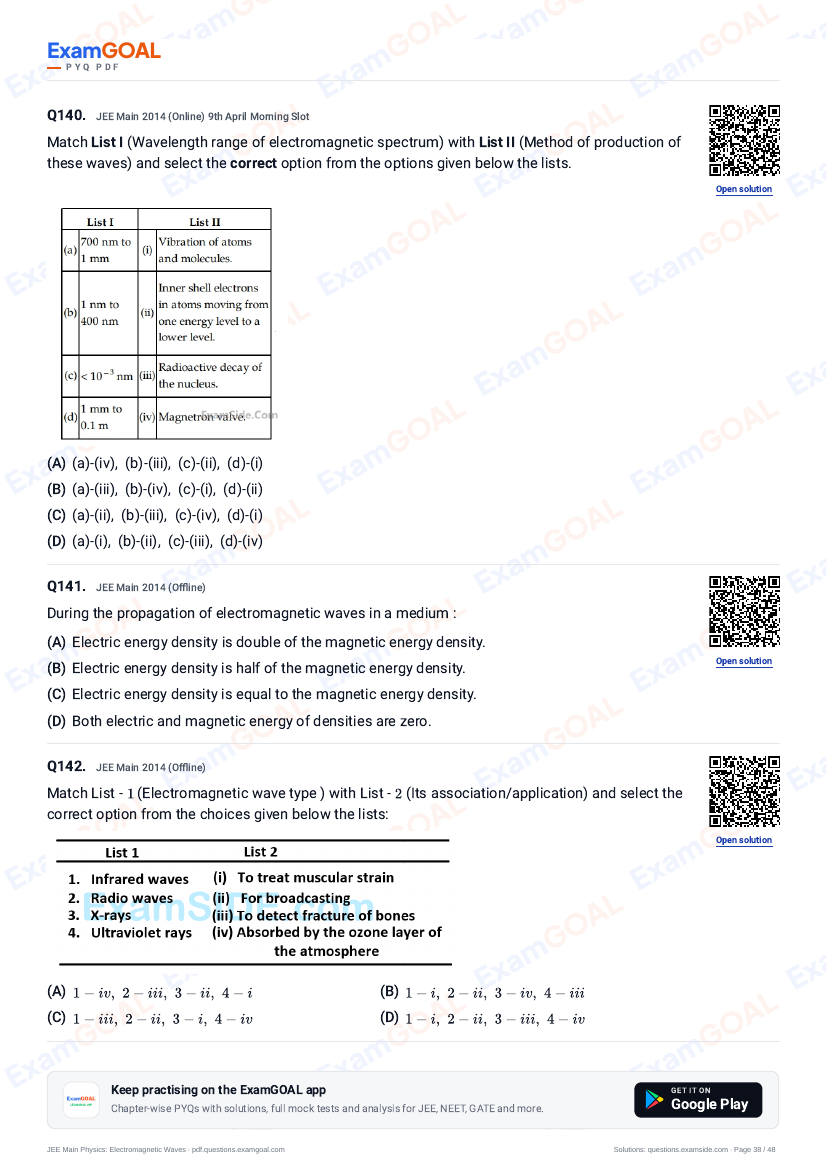 ExamGOAL
PYQ PDF
Q140. JEE Main 2014 (Online) 9th April Morning Slot
Match List I (Wavelength range of electromagnetic spectrum) with List II (Method of production of
these waves) and select the correct option from the options given below the lists.
Open solution
List I List II
(a) 700 nm to 1 mm (i) Vibration of atoms and molecules.
(b) 1 nm to 400 nm (ii) Inner shell electrons in atoms moving from one energy level to a lower level.
(c) < 10⁻³ nm (iii) Radioactive decay of the nucleus.
(d) 1 mm to 0.1 m (iv) Magnetron valve.
ExamSide.Com
(A) (a)-(iv), (b)-(iii), (c)-(ii), (d)-(i)
(B) (a)-(iii), (b)-(iv), (c)-(i), (d)-(ii)
(C) (a)-(ii), (b)-(iii), (c)-(iv), (d)-(i)
(D) (a)-(i), (b)-(ii), (c)-(iii), (d)-(iv)
Q141. JEE Main 2014 (Offline)
During the propagation of electromagnetic waves in a medium :
Open solution
(A) Electric energy density is double of the magnetic energy density.
(B) Electric energy density is half of the magnetic energy density.
(C) Electric energy density is equal to the magnetic energy density.
(D) Both electric and magnetic energy of densities are zero.
Q142. JEE Main 2014 (Offline)
Match List - 1 (Electromagnetic wave type ) with List - 2 (Its association/application) and select the
correct option from the choices given below the lists:
Open solution
List 1 List 2
1. Infrared waves (i) To treat muscular strain
2. Radio waves (ii) For broadcasting
3. X-rays (iii) To detect fracture of bones
4. Ultraviolet rays (iv) Absorbed by the ozone layer of
the atmosphere
ExamSIDE.com
(A) 1 − iv, 2 − iii, 3 − ii, 4 − i (B) 1 − i, 2 − ii, 3 − iv, 4 − iii
(C) 1 − iii, 2 − ii, 3 − i, 4 − iv (D) 1 − i, 2 − ii, 3 − iii, 4 − iv
Keep practising on the ExamGOAL app
Chapter-wise PYQs with solutions, full mock tests and analysis for JEE, NEET, GATE and more.
ExamGOAL
GET IT ON
Google Play
JEE Main Physics: Electromagnetic Waves · pdf.questions.examgoal.com Solutions: questions.examside.com · Page 38 / 48